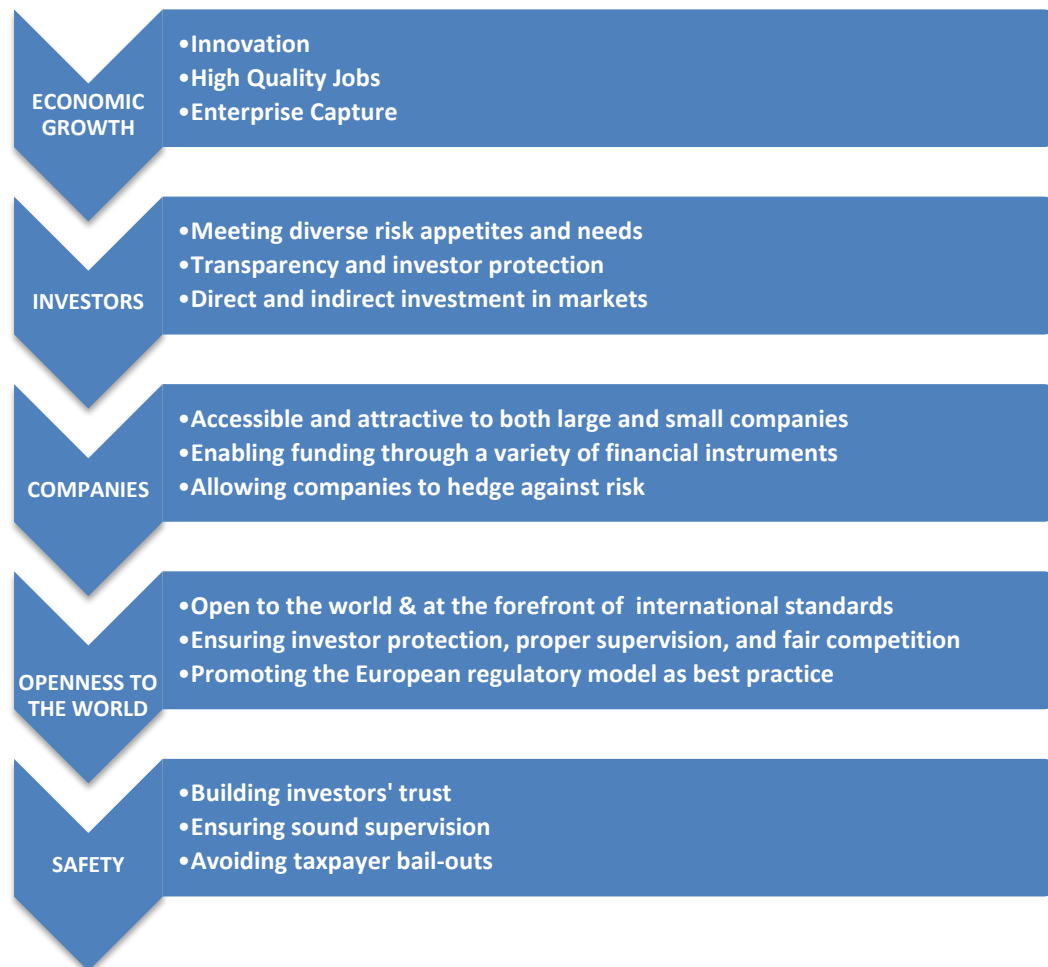 ECONOMIC
GROWTH
•Innovation
•High Quality Jobs
•Enterprise Capture
INVESTORS
•Meeting diverse risk appetites and needs
•Transparency and investor protection
•Direct and indirect investment in markets
COMPANIES
•Accessible and attractive to both large and small companies
•Enabling funding through a variety of financial instruments
•Allowing companies to hedge against risk
OPENNESS TO
THE WORLD
•Open to the world & at the forefront of  international standards
•Ensuring investor protection, proper supervision, and fair competition
•Promoting the European regulatory model as best practice
SAFETY
•Building investors' trust
•Ensuring sound supervision
•Avoiding taxpayer bail-outs